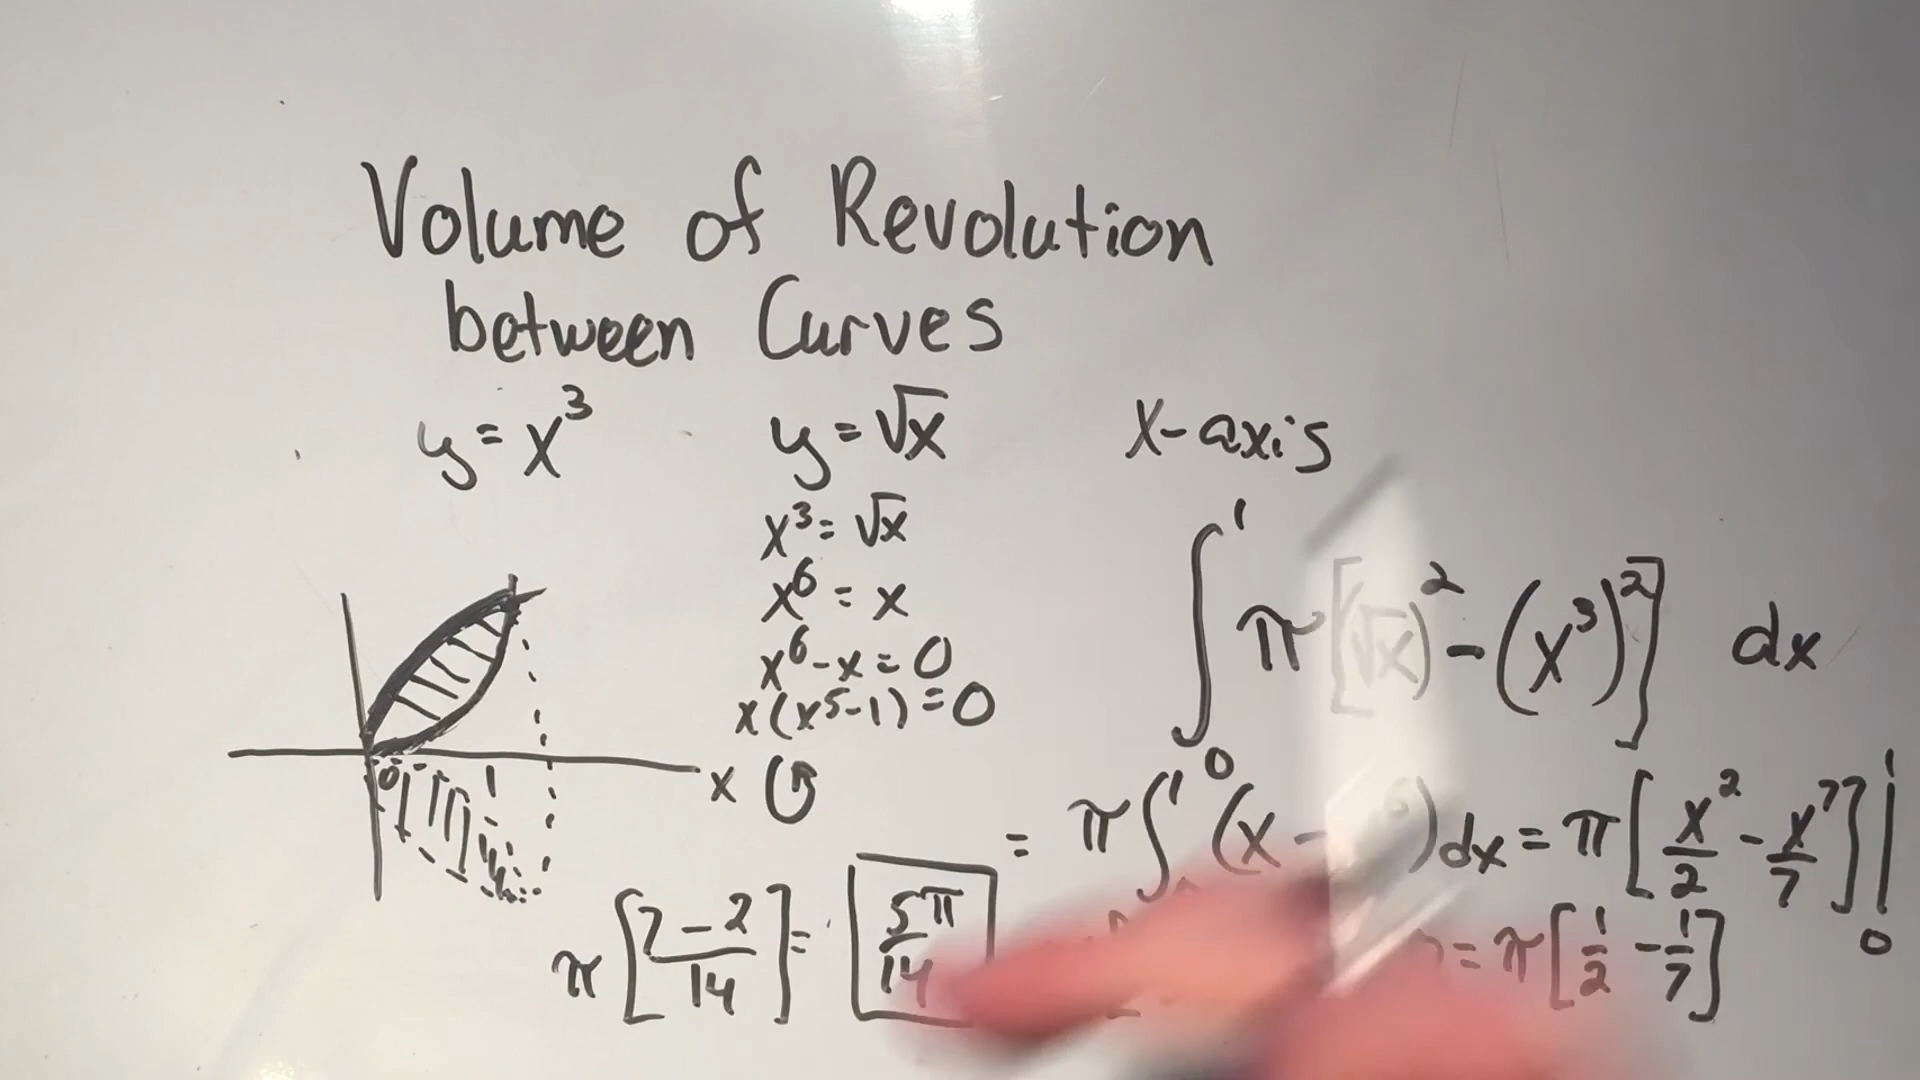 Volume of Revolution
between Curves
y = x³ y = √x x-axis
x³ = √x
x⁶ = x
x⁶ - x = 0
x(x⁵-1) = 0
∫₀¹ π[(√x)² - (x³)²] dx
0 1 x
= π∫ (x - ⁶)dx = π[x²/2 - x⁷/7]|₀¹
= π[1/2 - 1/7]
π[7-2/14] = 5π/14